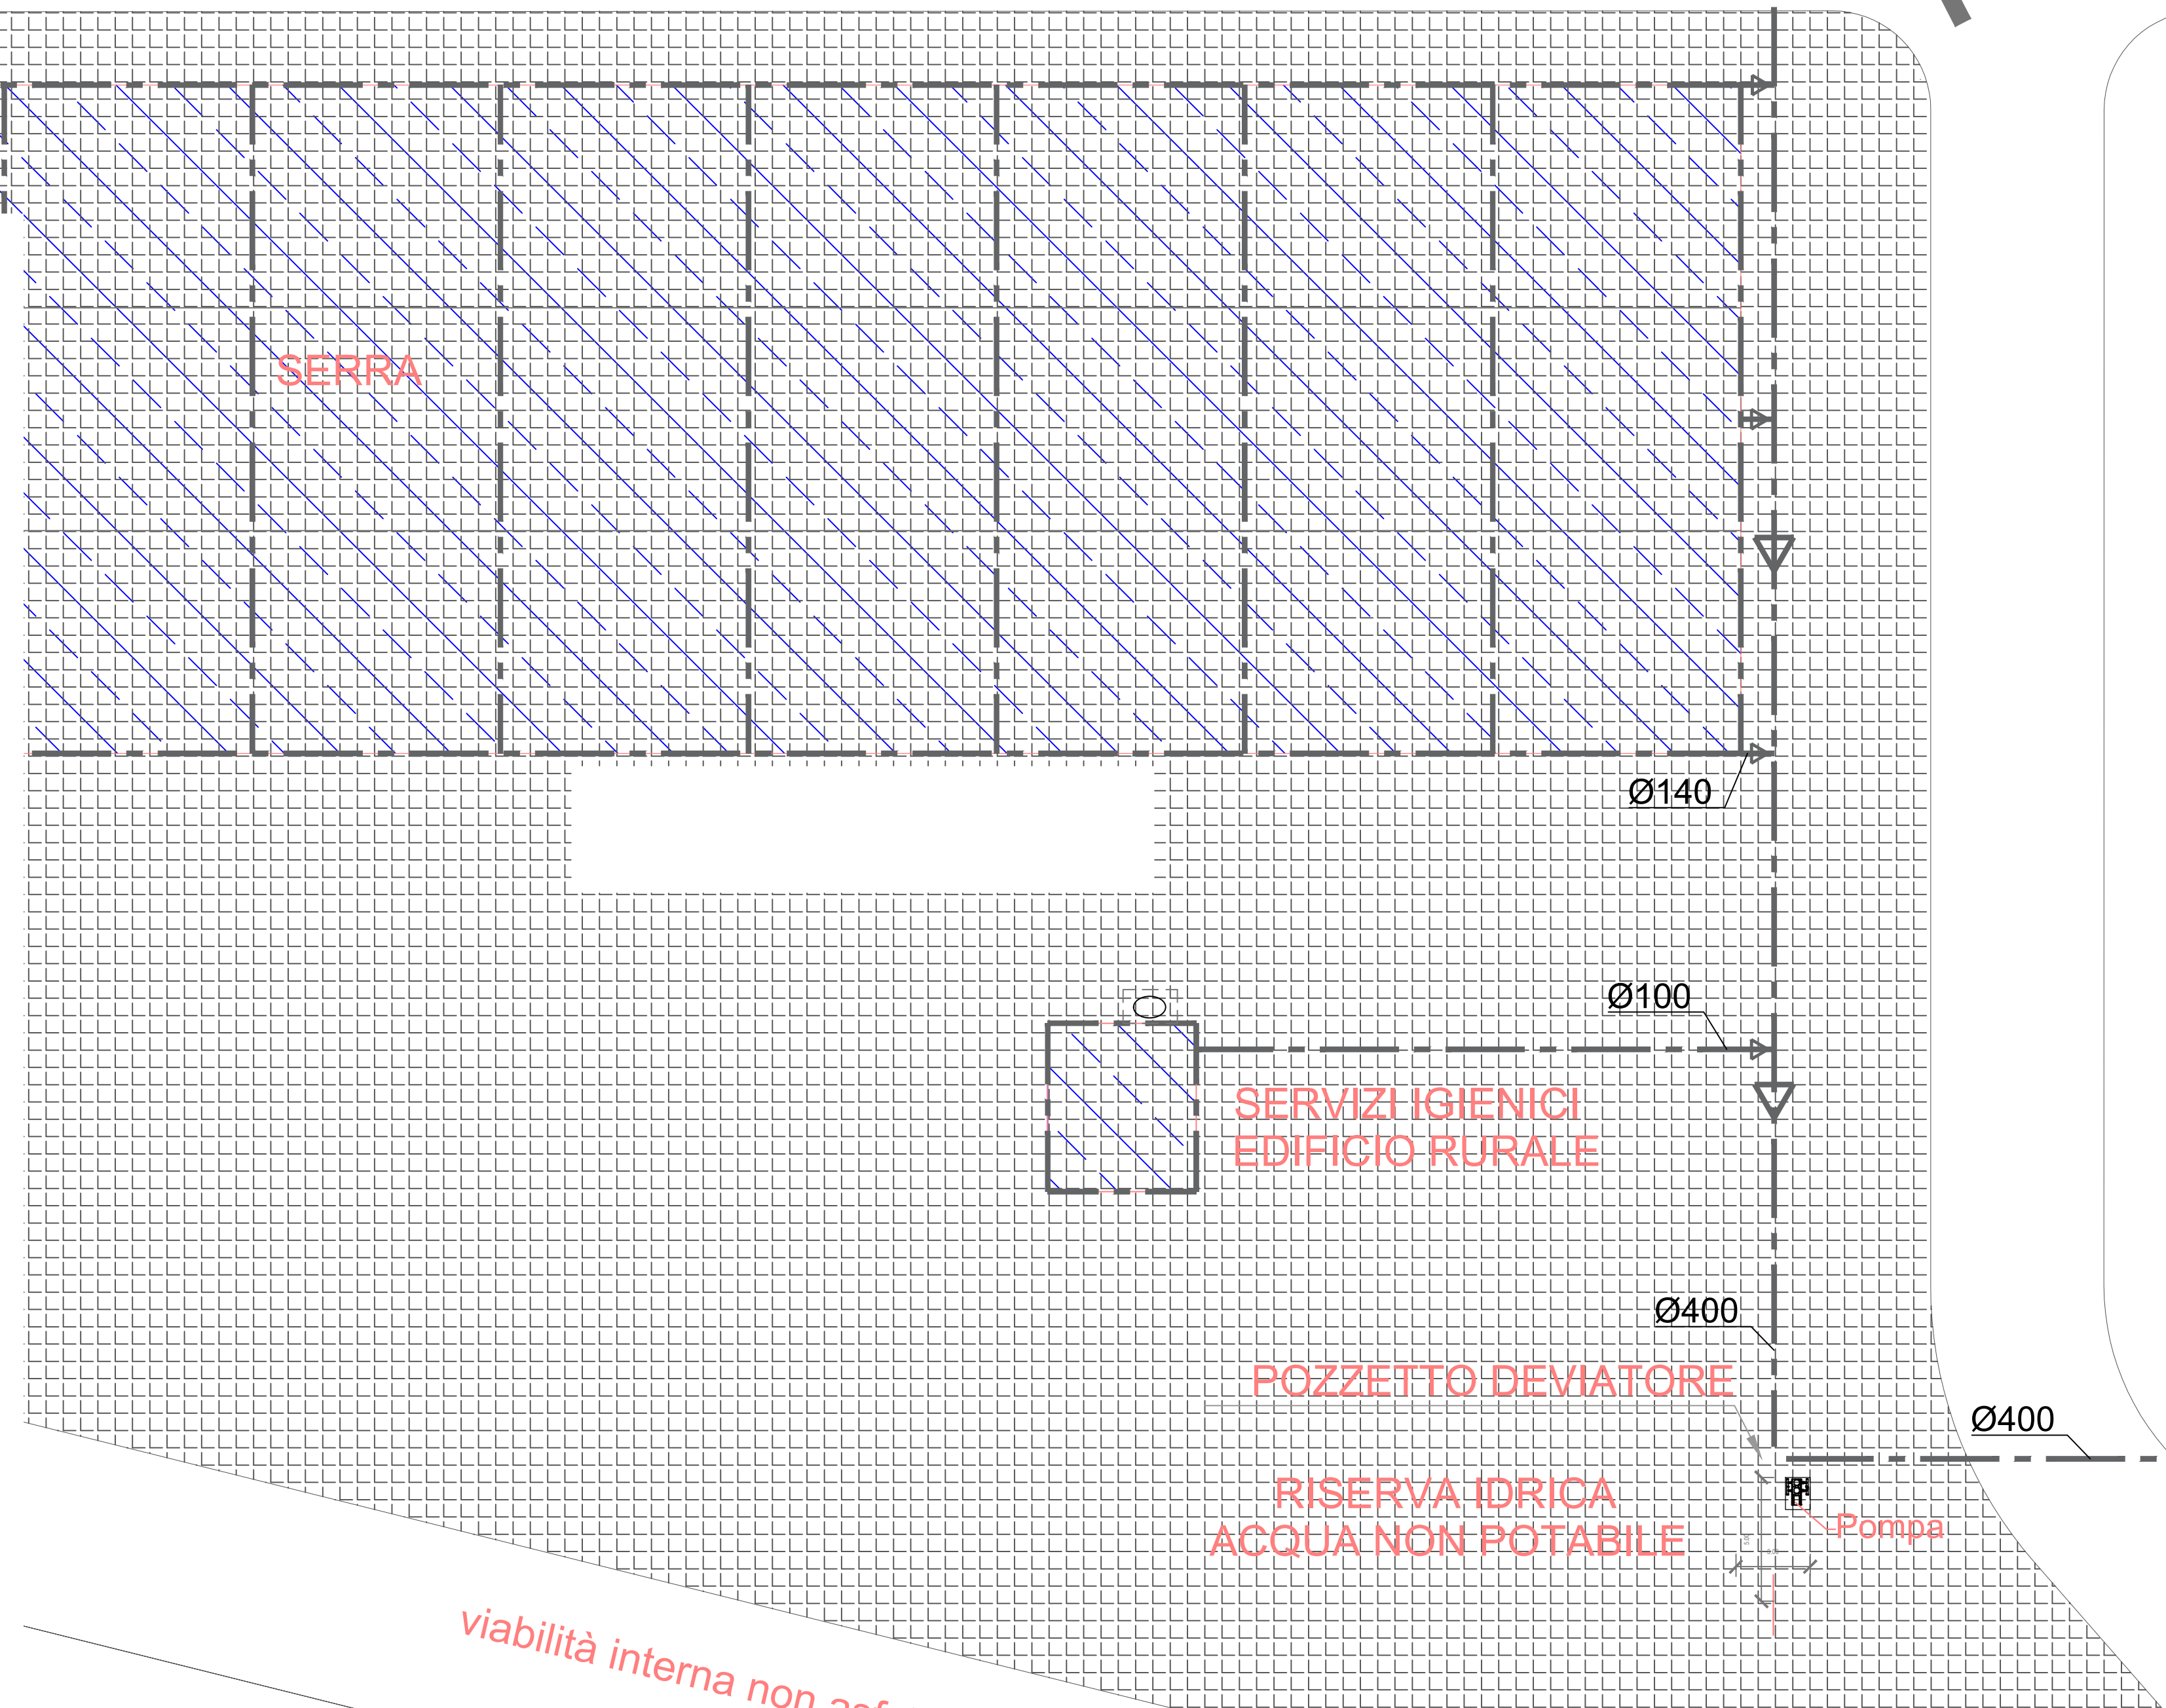 SERRA
Ø140
Ø100
SERVIZI IGIENICI
EDIFICIO RURALE
Ø400
POZZETTO DEVIATORE
Ø400
RISERVA IDRICA
ACQUA NON POTABILE
Pompa
viabilità interna non